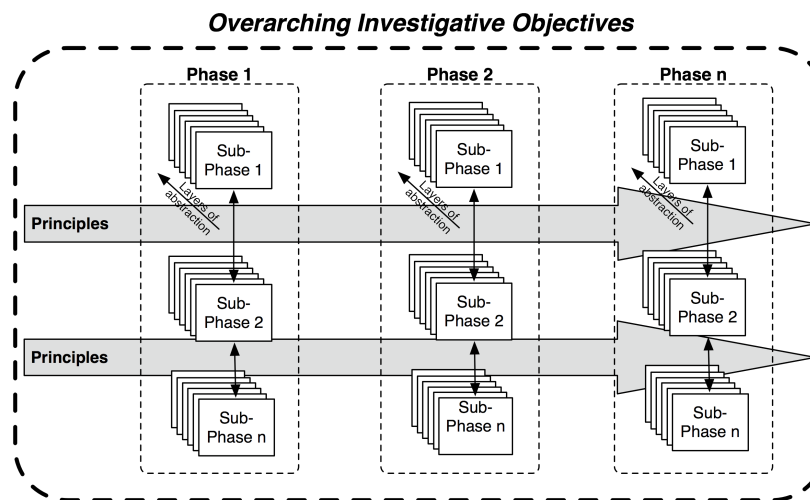 Overarching Investigative Objectives
Phase 1
Phase 2
Phase n
Sub-
Phase 1
Sub-
Phase 1
Sub-
Phase 1
Layers of
abstraction
Layers of
abstraction
Layers of
abstraction
Principles
Sub-
Phase 2
Sub-
Phase 2
Sub-
Phase 2
Principles
Sub-
Phase n
Sub-
Phase n
Sub-
Phase n